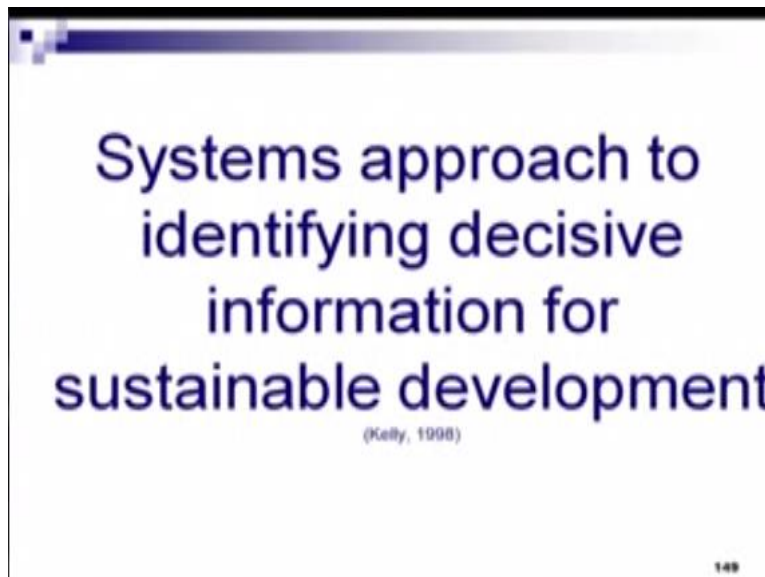 Systems approach to
identifying decisive
information for
sustainable development
(Kelly, 1998)
149